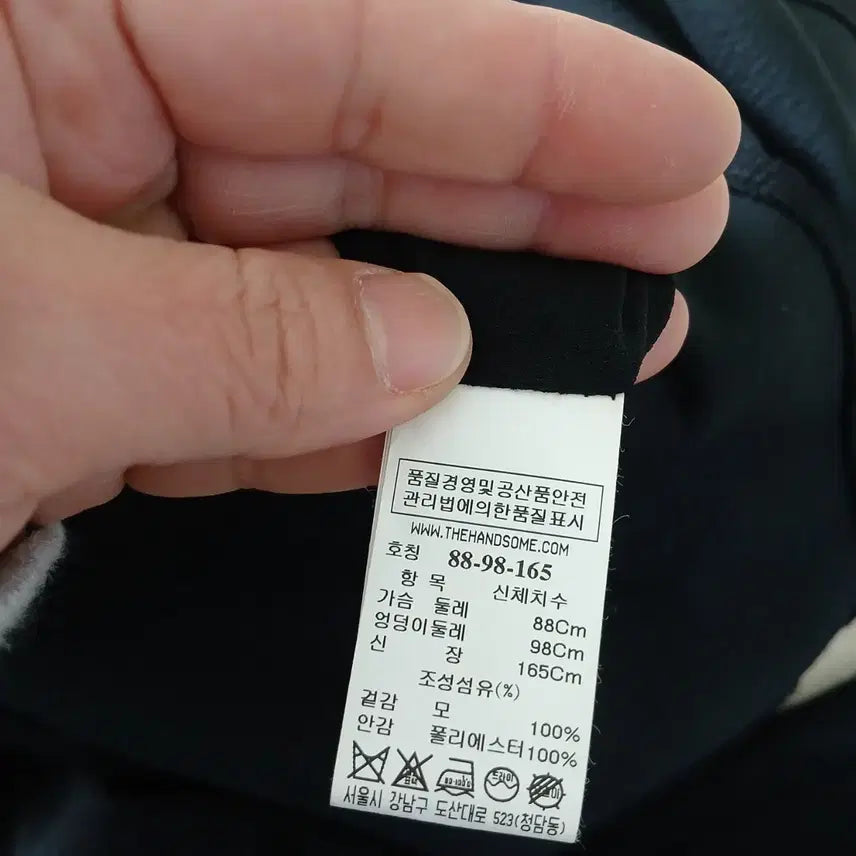 품질경영및공산품안전
관리법에의한품질표시
WWW.THEHANDSOME.COM
호칭 88-98-165
항 목 신체치수
가슴 둘레 88Cm
엉덩이둘레 98Cm
신 장 165Cm
조성섬유(%)
겉감 모 100%
안감 폴리에스터100%
드라이
서울시 강남구 도산대로 523(청담동)